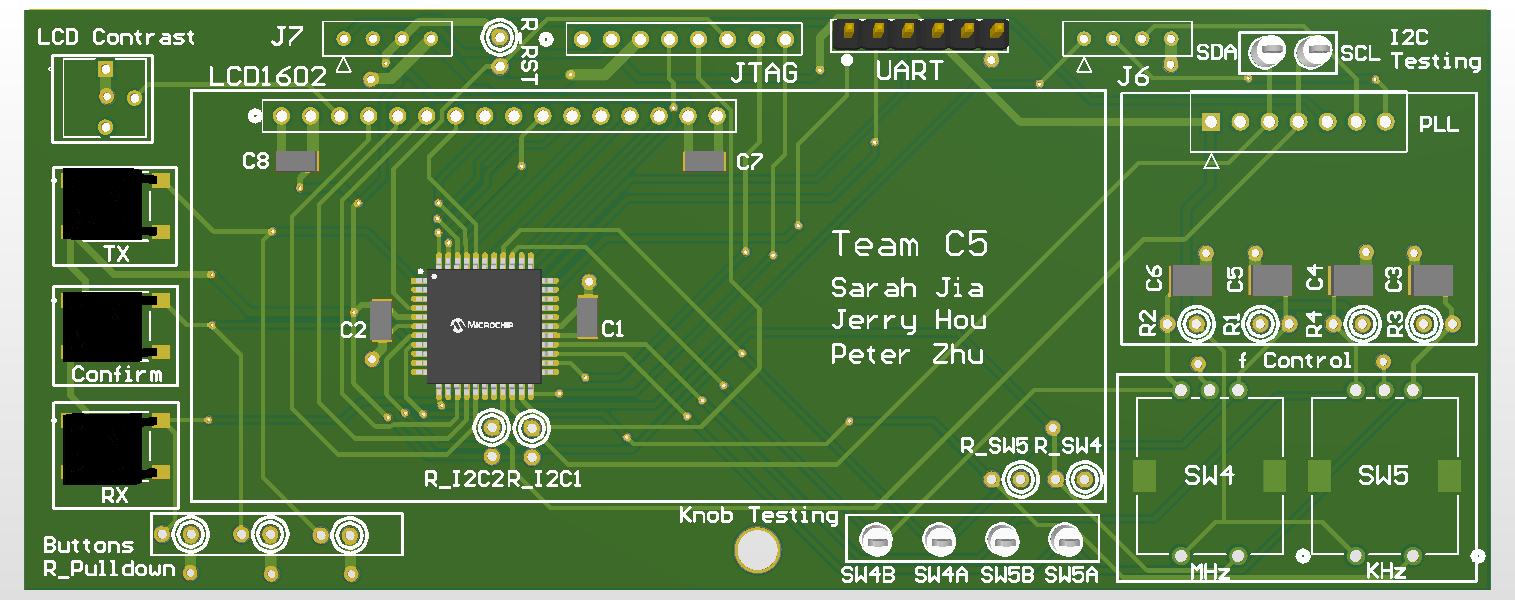 LCD Contrast
J7
R_RST
LCD1602
JTAG
UART
J6
SDA
SCL
I2C
Testing
C8
C7
PLL
TX
Team C5
Sarah Jia
Jerry Hou
Peter Zhu
C6
C5
C4
C3
R2
R1
R4
R3
C2
MICROCHIP
C1
f Control
Confirm
R_SW5
R_SW4
R_I2C2
R_I2C1
SW4
SW5
RX
Knob Testing
Buttons
R_Pulldown
SW4B
SW4A
SW5B
SW5A
MHz
KHz